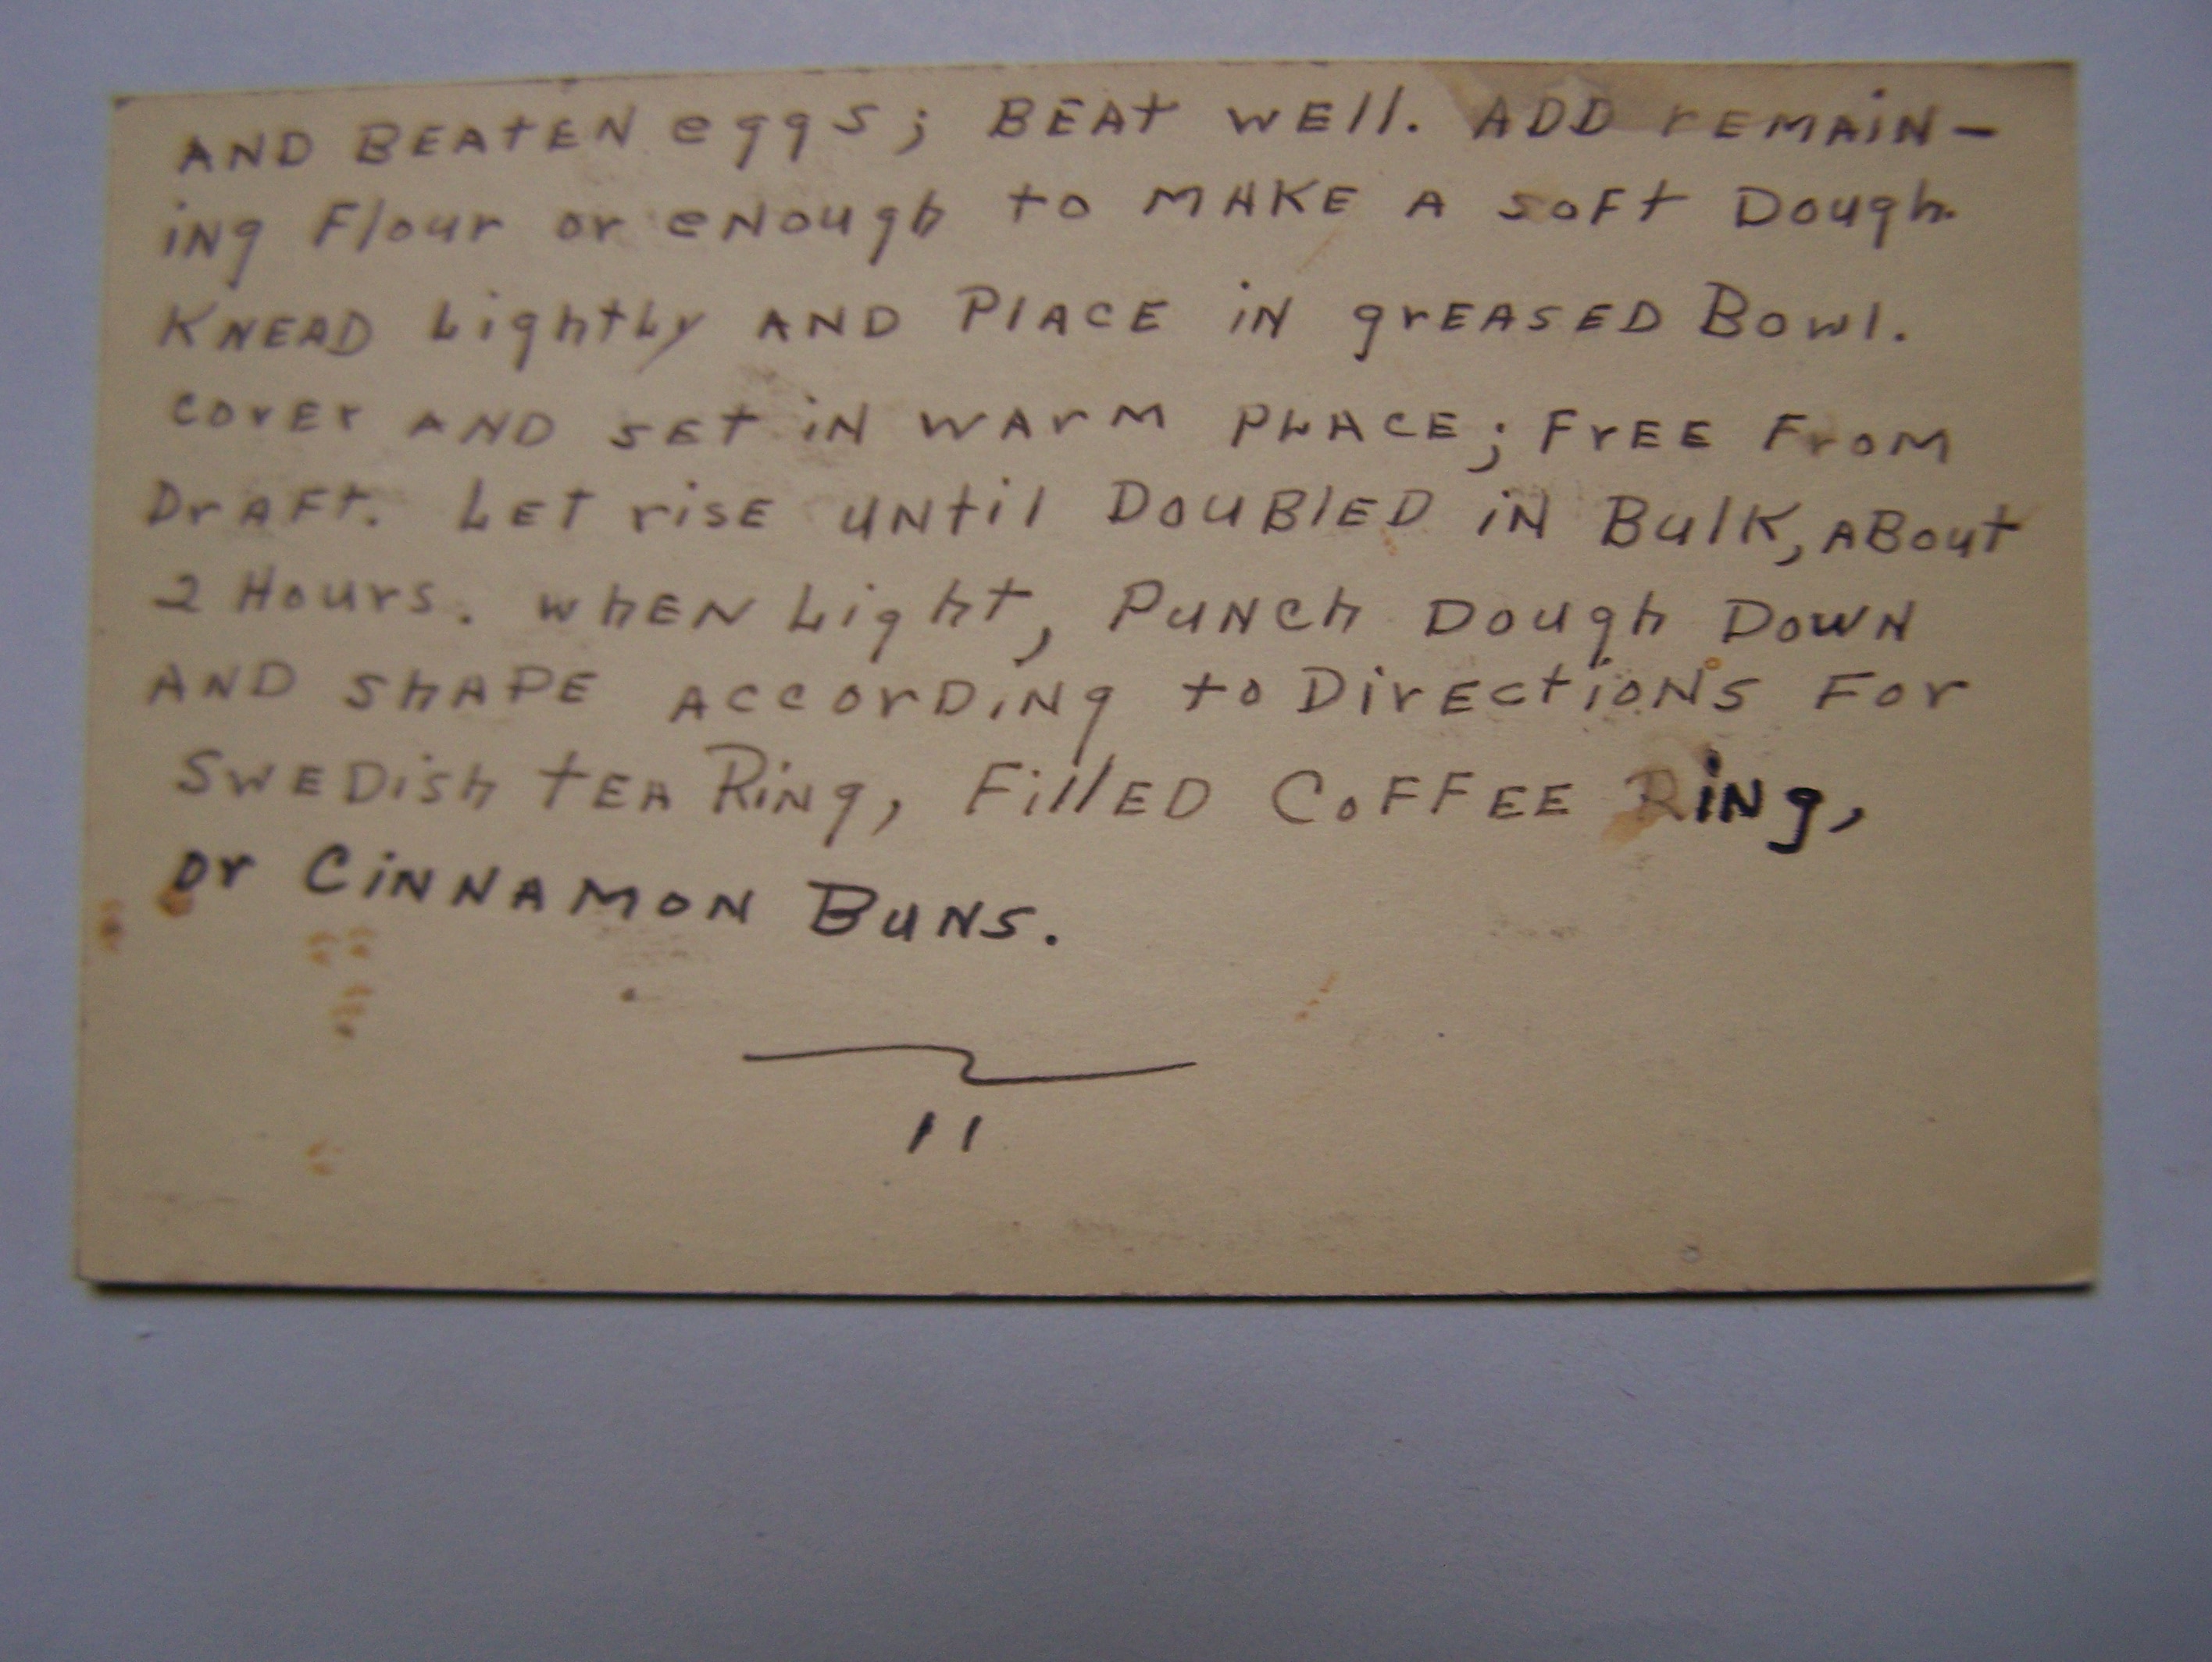 AND BEATEN eggs; BEAt WEll. ADD rEMAiN-
iNg Flour or eNough to MAKE A soFt Dough.
KNEAD LightLy AND PlACE iN grEASED Bowl.
COVEr AND SEt iN WArM PLACE; FrEE FroM
DrAFt. LET risE UNtil DOUBlED iN BulK, ABout
2 Hours. WhEN Light, PuNch Dough DowN
AND shAPE ACCOrDiNg to DirEctioNs For
SWEDish tEA RiNg, FillED CoFFEE RiNg,
or CiNNAMON BuNs.
11